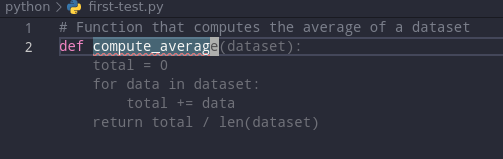 python > first-test.py
1 # Function that computes the average of a dataset
2 def compute_average(dataset):
total = 0
for data in dataset:
total += data
return total / len(dataset)